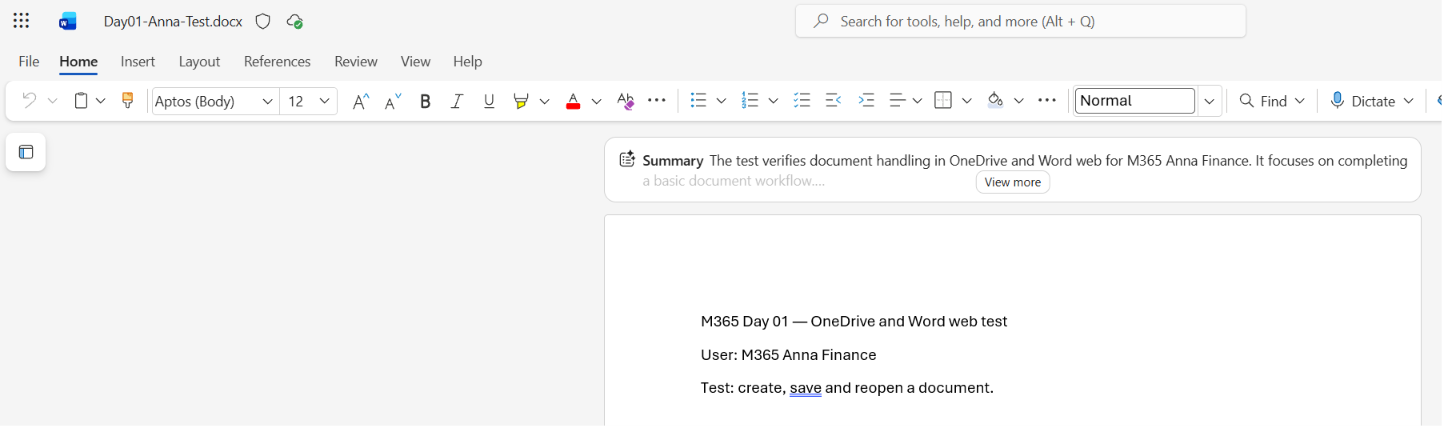 Day01-Anna-Test.docx
Search for tools, help, and more (Alt + Q)
File Home Insert Layout References Review View Help
Aptos (Body) 12 A A B I U A Ab Normal Find Dictate
Summary The test verifies document handling in OneDrive and Word web for M365 Anna Finance. It focuses on completing
a basic document workflow....
View more
M365 Day 01 — OneDrive and Word web test
User: M365 Anna Finance
Test: create, save and reopen a document.